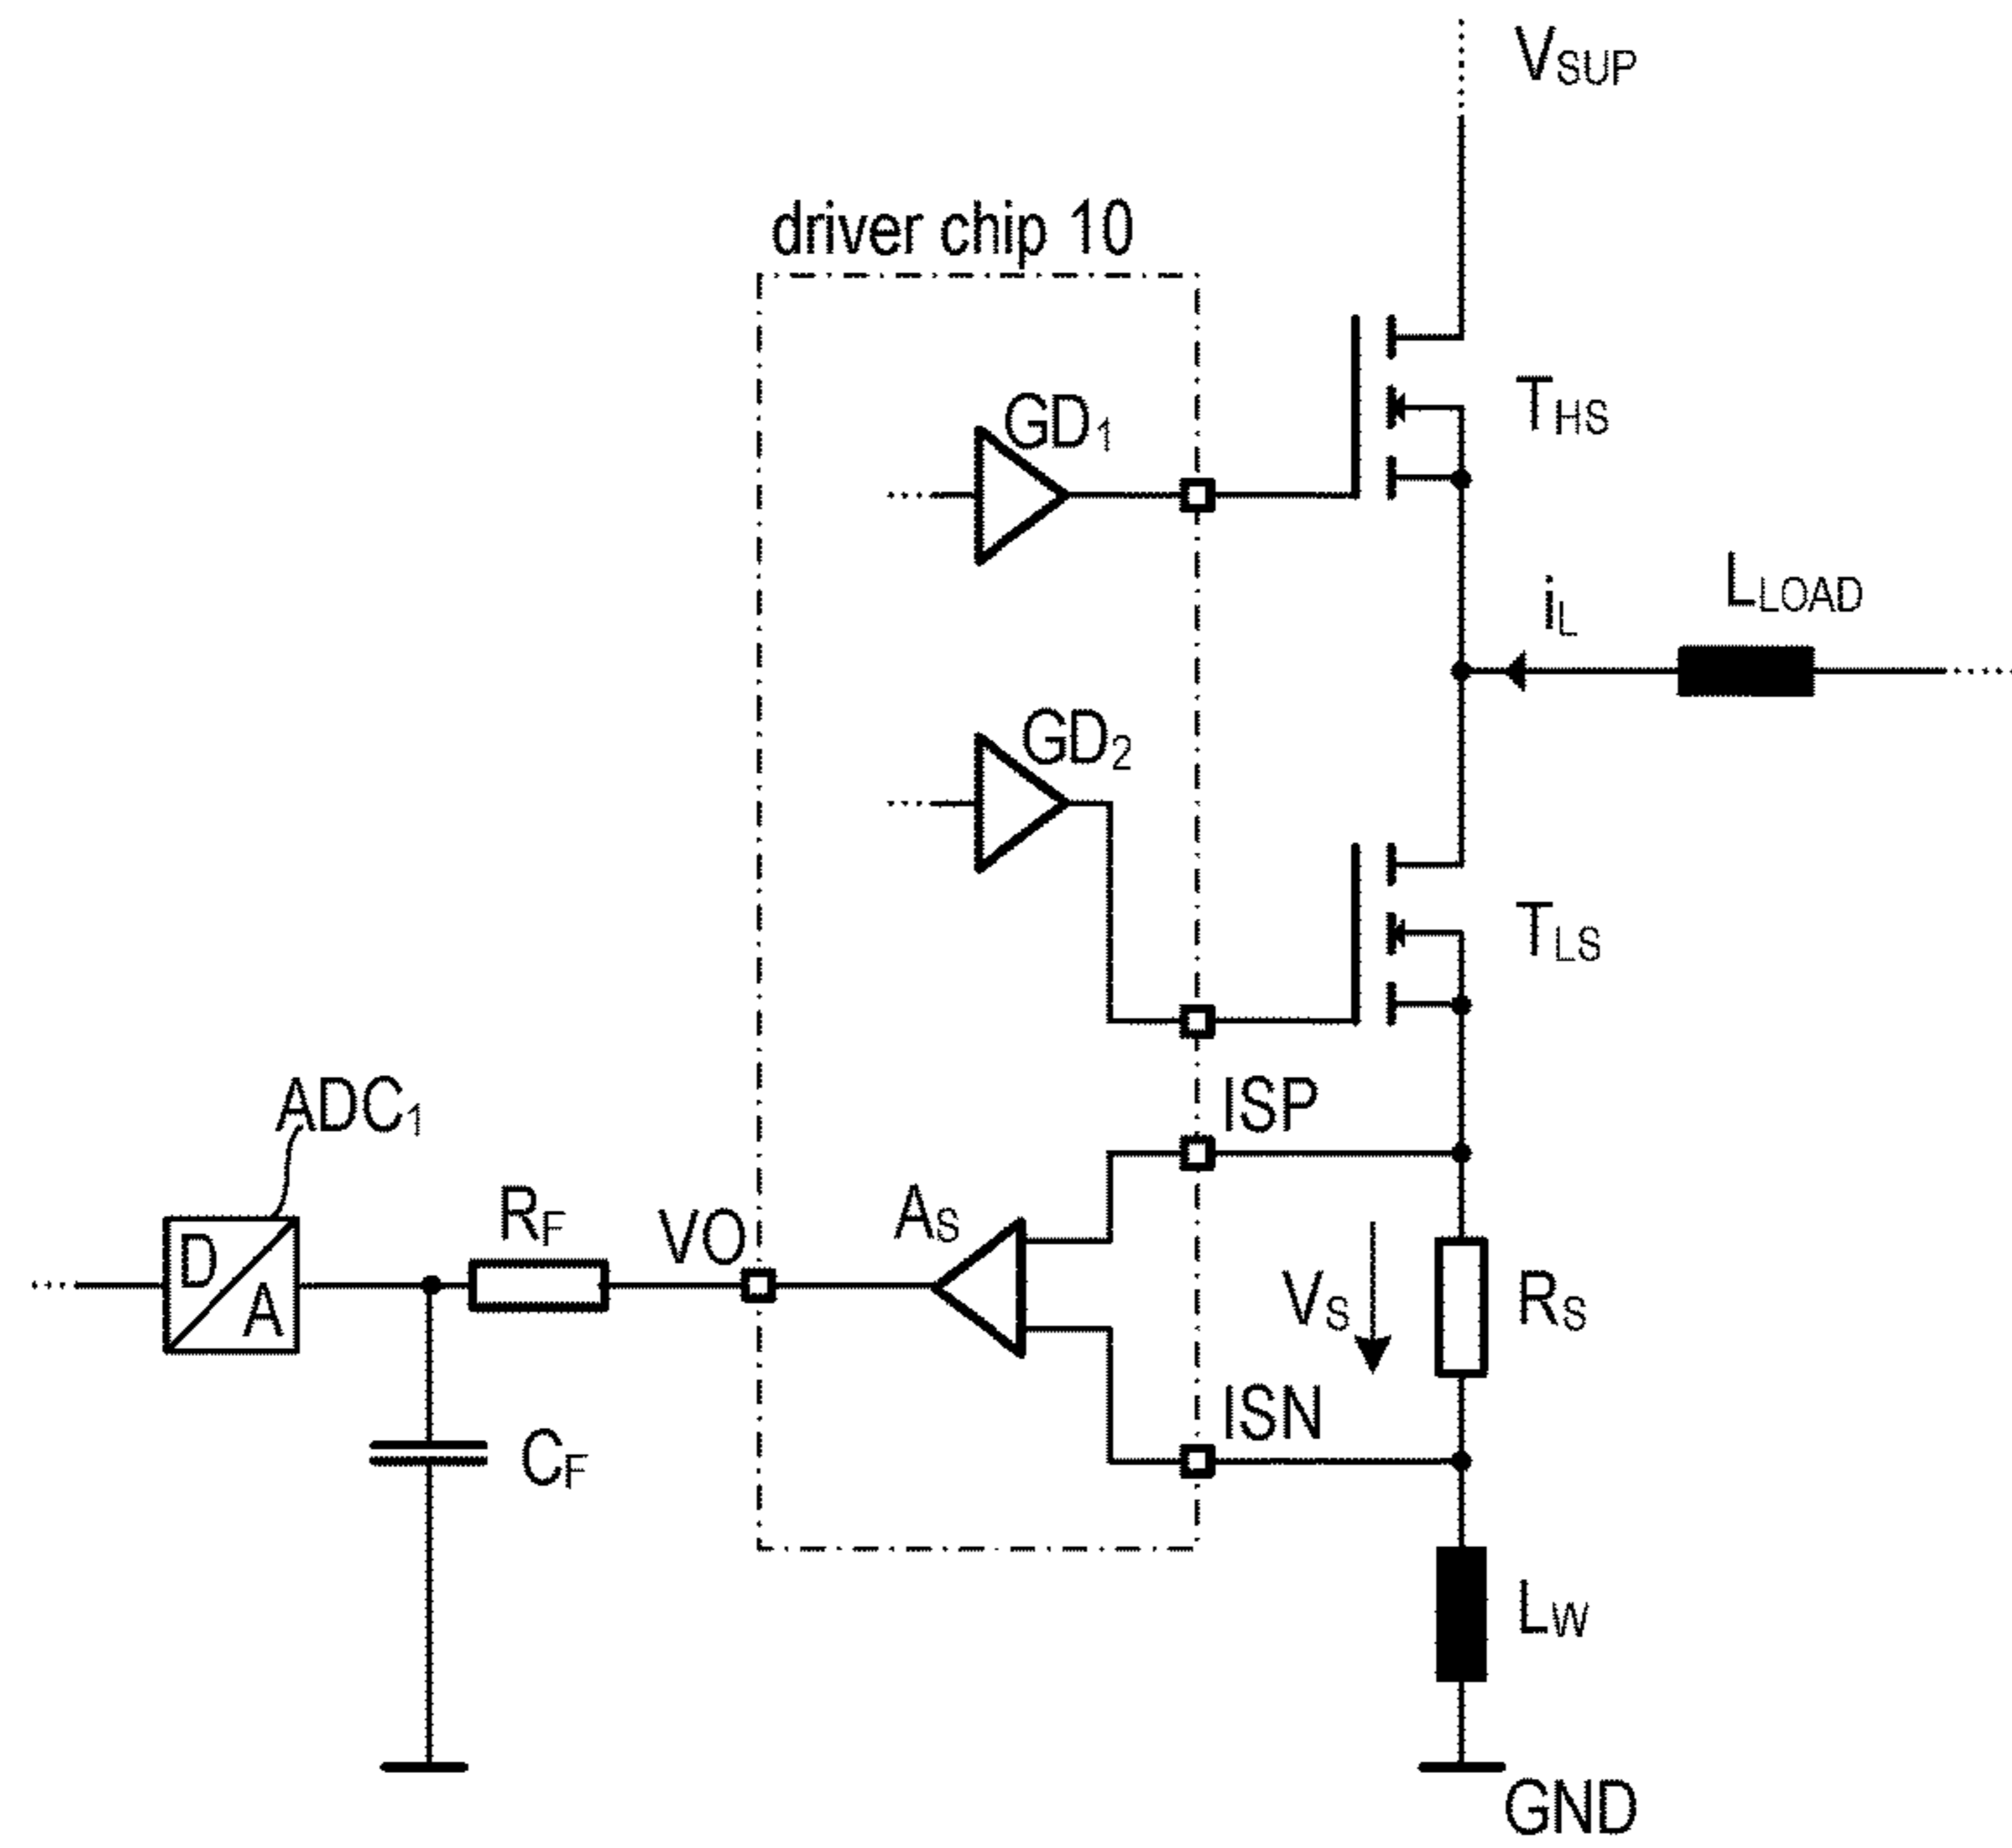 VSUP
driver chip 10
GD1
THS
LLOAD
iL
GD2
TLS
ADC1
ISP
RF
VO
AS
D
A
VS
RS
ISN
CF
LW
GND